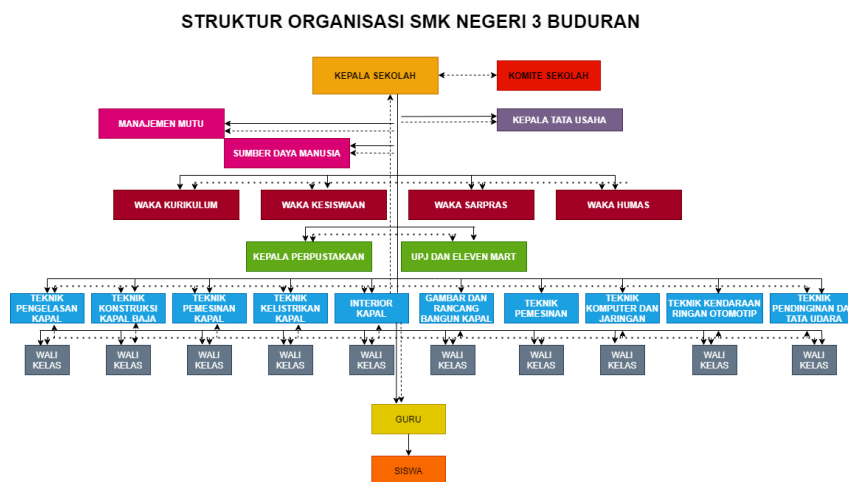 STRUKTUR ORGANISASI SMK NEGERI 3 BUDURAN
KEPALA SEKOLAH
KOMITE SEKOLAH
MANAJEMEN MUTU
KEPALA TATA USAHA
SUMBER DAYA MANUSIA
WAKA KURIKULUM
WAKA KESISWAAN
WAKA SARPRAS
WAKA HUMAS
KEPALA PERPUSTAKAAN
UPJ DAN ELEVEN MART
TEKNIK
PENGELASAN
KAPAL
TEKNIK
KONSTRUKSI
KAPAL BAJA
TEKNIK
PEMESINAN
KAPAL
TEKNIK
KELISTRIKAN
KAPAL
INTERIOR
KAPAL
GAMBAR DAN
RANCANG
BANGUN KAPAL
TEKNIK
PEMESINAN
TEKNIK
KOMPUTER DAN
JARINGAN
TEKNIK KENDARAAN
RINGAN OTOMOTIP
TEKNIK
PENDINGINAN DA
TATA UDARA
WALI
KELAS
WALI
KELAS
WALI
KELAS
WALI
KELAS
WALI
KELAS
WALI
KELAS
WALI
KELAS
WALI
KELAS
WALI
KELAS
WALI
KELAS
GURU
SISWA